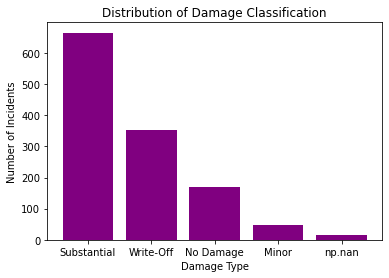 Distribution of Damage Classification
Number of Incidents
600
500
400
300
200
100
0
Substantial Write-Off No Damage Minor np.nan
Damage Type